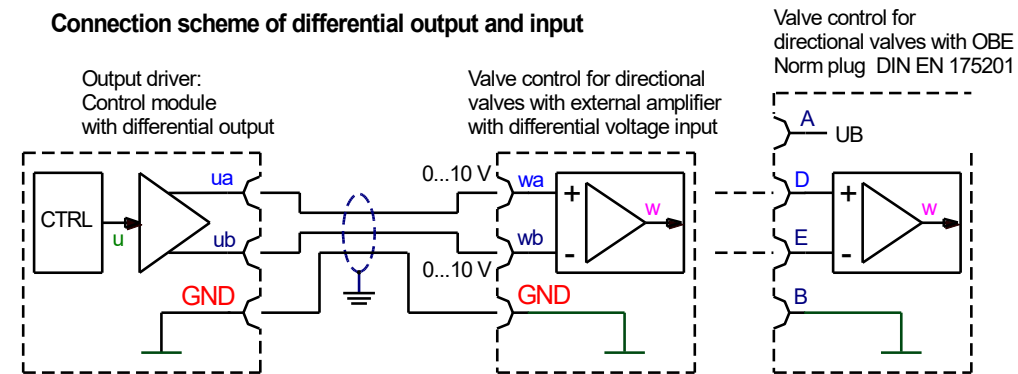 Connection scheme of differential output and input
Output driver:
Control module
with differential output
CTRL
u
ua
ub
GND
0...10 V
0...10 V
Valve control for directional
valves with external amplifier
with differential voltage input
wa
wb
+
-
w
GND
Valve control for
directional valves with OBE
Norm plug DIN EN 175201
A
UB
D
E
+
-
w
B